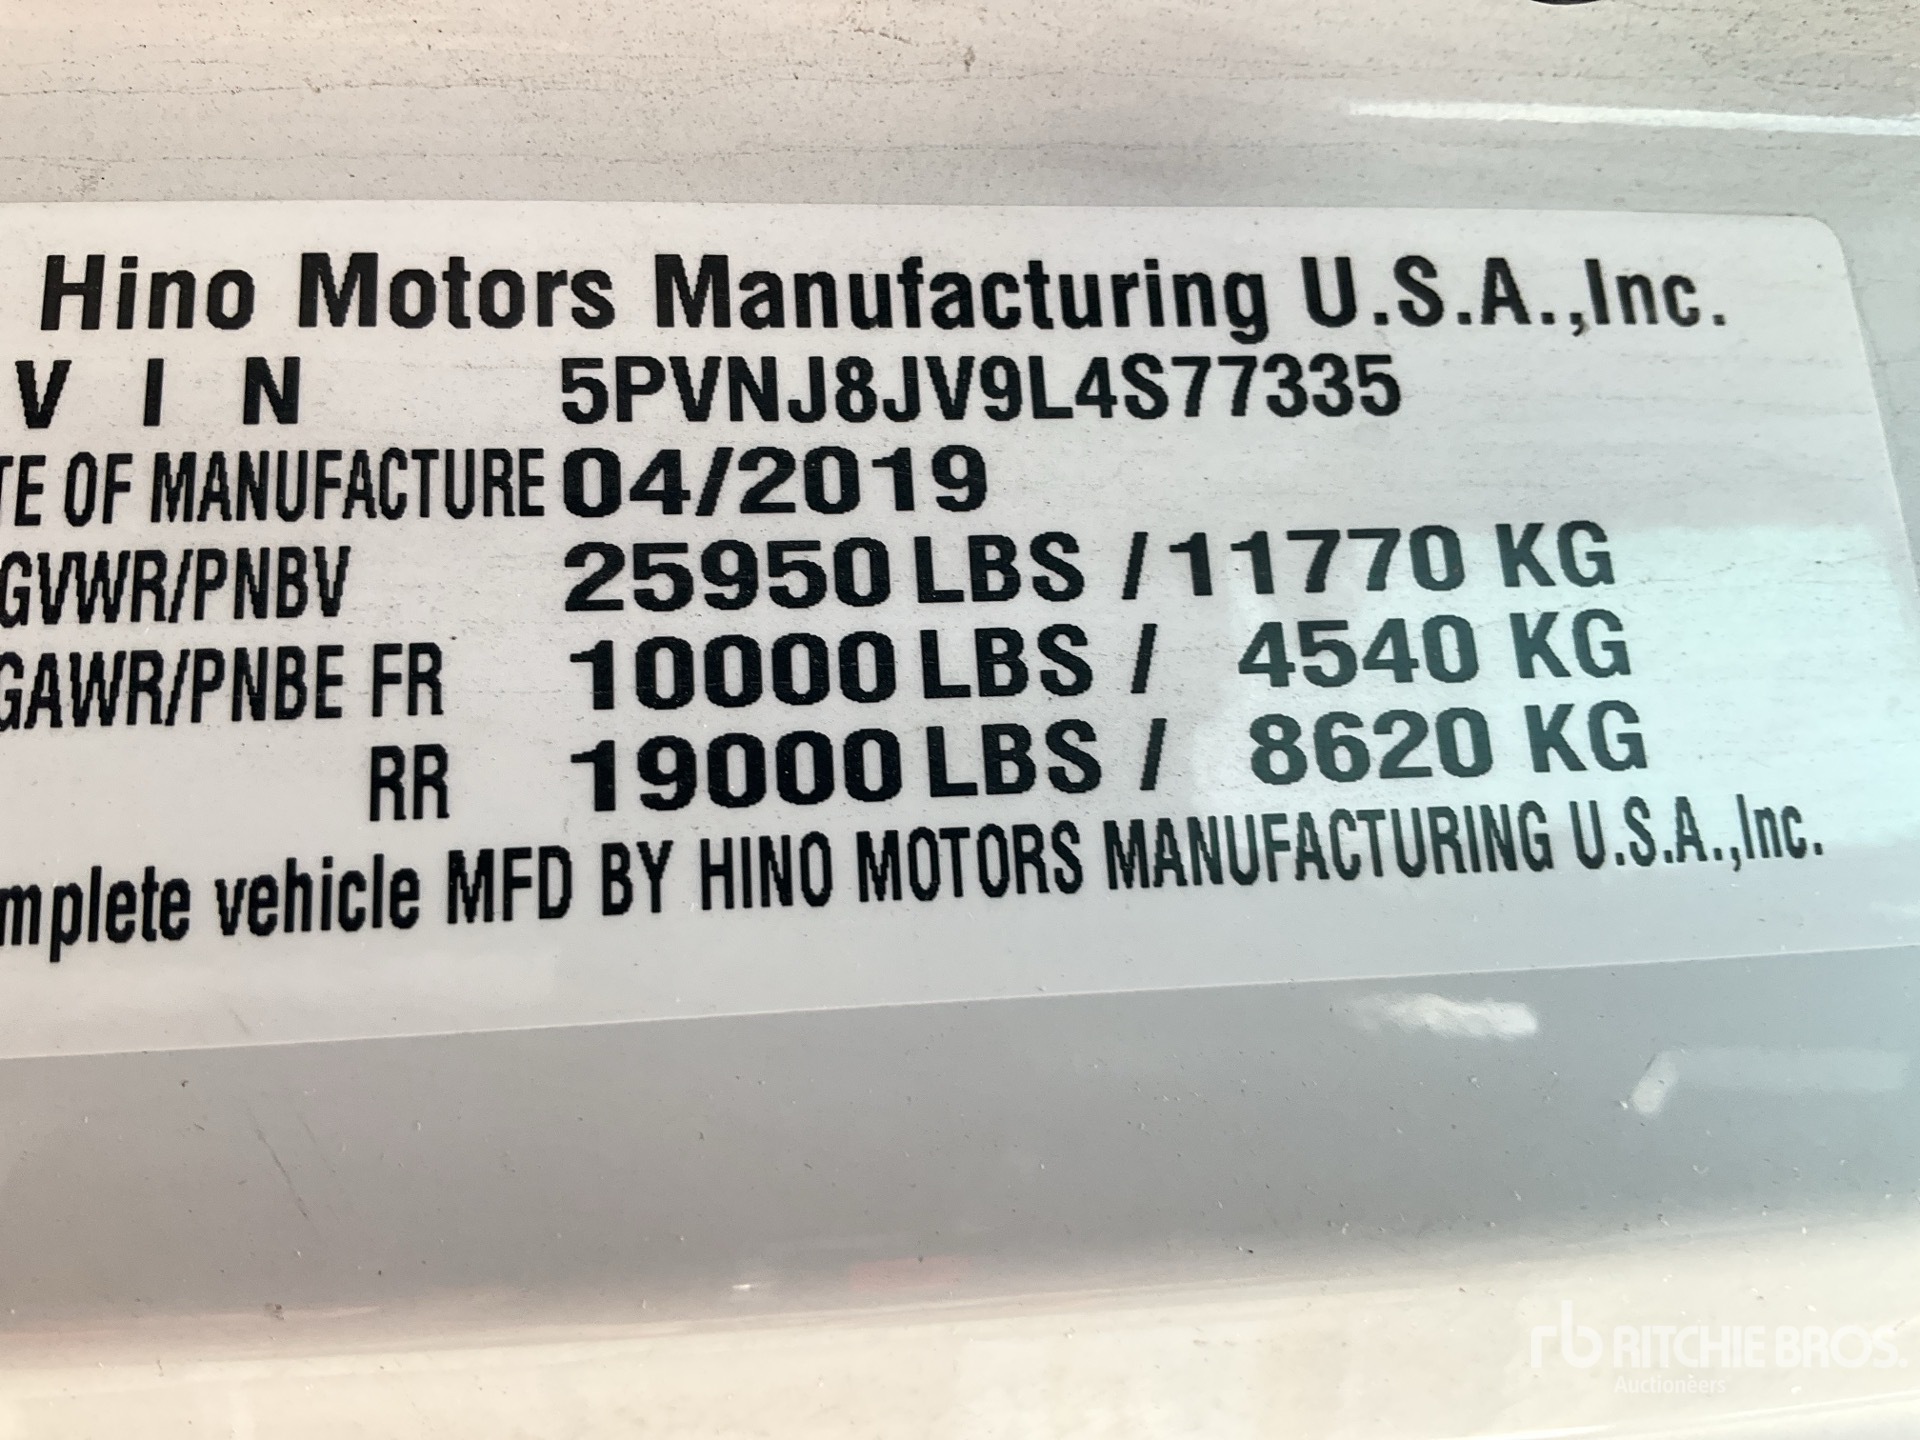 Hino Motors Manufacturing U.S.A.,Inc.
V I N 5PVNJ8JV9L4S77335
TE OF MANUFACTURE 04/2019
GVWR/PNBV 25950 LBS / 11770 KG
GAWR/PNBE FR 10000 LBS / 4540 KG
RR 19000 LBS / 8620 KG
mplete vehicle MFD BY HINO MOTORS MANUFACTURING U.S.A.,Inc.
rb RITCHIE BROS.
Auctioneers